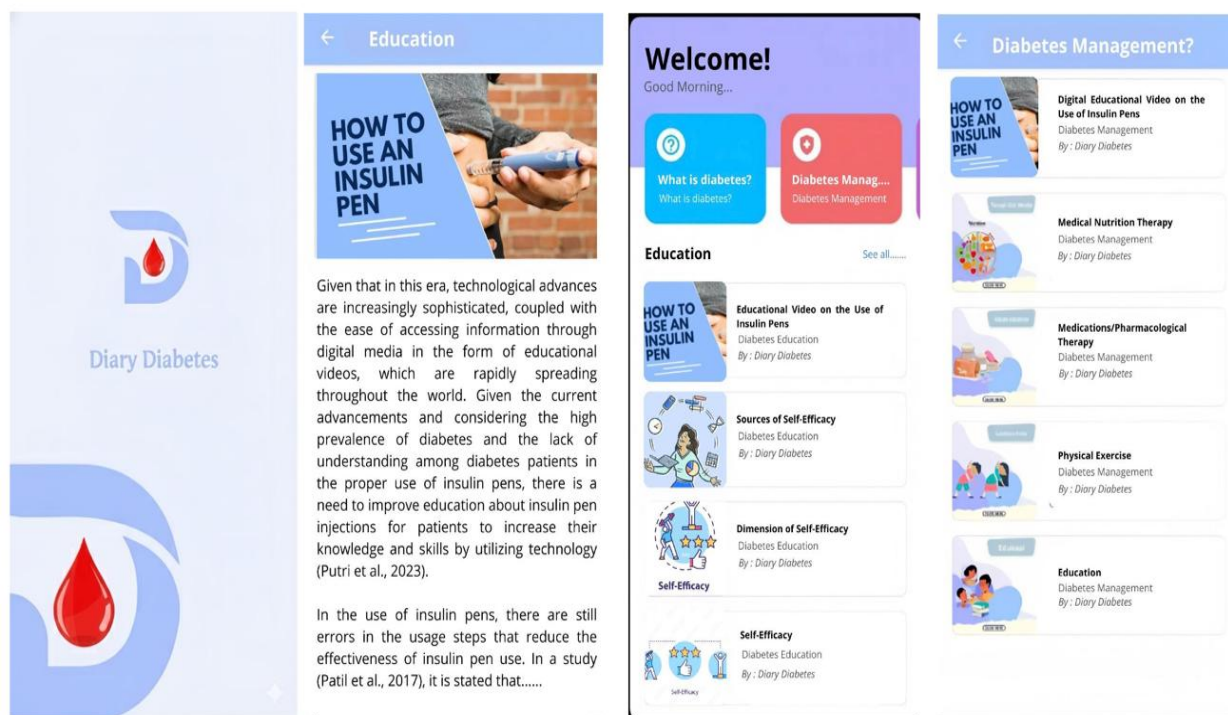 Diary Diabetes
Education
HOW TO
USE AN
INSULIN
PEN
Given that in this era, technological advances
are increasingly sophisticated, coupled with
the ease of accessing information through
digital media in the form of educational
videos, which are rapidly spreading
throughout the world. Given the current
advancements and considering the high
prevalence of diabetes and the lack of
understanding among diabetes patients in
the proper use of insulin pens, there is a
need to improve education about insulin pen
injections for patients to increase their
knowledge and skills by utilizing technology
(Putri et al., 2023).
In the use of insulin pens, there are still
errors in the usage steps that reduce the
effectiveness of insulin pen use. In a study
(Patil et al., 2017), it is stated that......
Welcome!
Good Morning...
What is diabetes?
What is diabetes?
Diabetes Manag....
Diabetes Management
Education
See all.......
HOW TO
USE AN
INSULIN
PEN
Educational Video on the Use of
Insulin Pens
Diabetes Education
By : Diary Diabetes
Sources of Self-Efficacy
Diabetes Education
By : Diary Diabetes
Self-Efficacy
Dimension of Self-Efficacy
Diabetes Education
By : Diary Diabetes
Self-Efficacy
Self-Efficacy
Diabetes Education
By : Diary Diabetes
Diabetes Management?
HOW TO
USE AN
INSULIN
PEN
Digital Educational Video on the
Use of Insulin Pens
Diabetes Management
By : Diary Diabetes
Medical Nutrition Therapy
Diabetes Management
By : Diary Diabetes
Medications/Pharmacological
Therapy
Diabetes Management
By : Diary Diabetes
Physical Exercise
Diabetes Management
By : Diary Diabetes
Edukasi
Education
Diabetes Management
By : Diary Diabetes